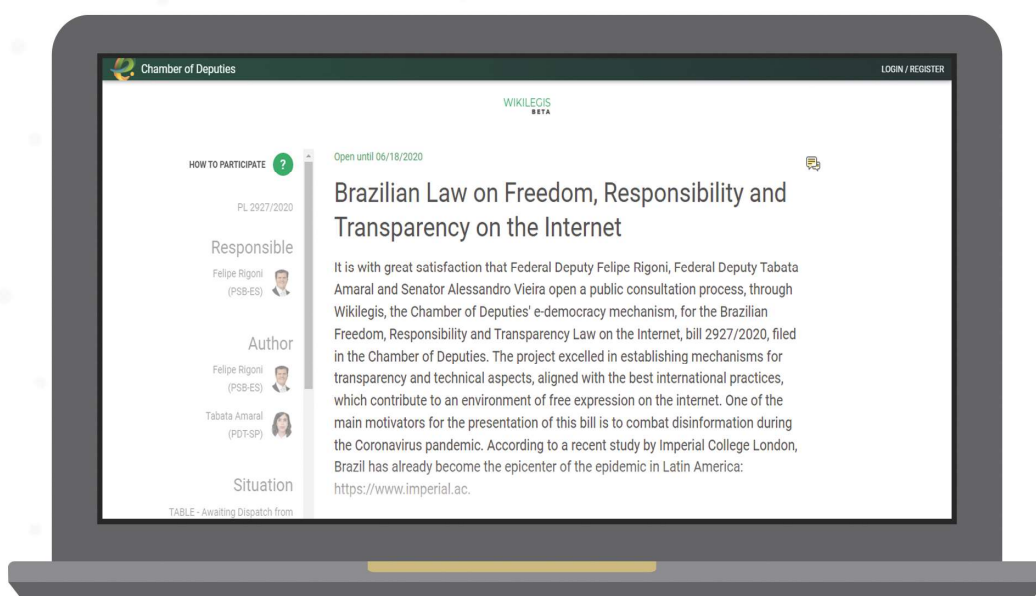 Chamber of Deputies
LOGIN / REGISTER
WIKILEGIS
BETA
HOW TO PARTICIPATE ?
PL 2927/2020
Responsible
Felipe Rigoni
(PSB-ES)
Author
Felipe Rigoni
(PSB-ES)
Tabata Amaral
(PDT-SP)
Situation
TABLE - Awaiting Dispatch from
Open until 06/18/2020
Brazilian Law on Freedom, Responsibility and
Transparency on the Internet
It is with great satisfaction that Federal Deputy Felipe Rigoni, Federal Deputy Tabata
Amaral and Senator Alessandro Vieira open a public consultation process, through
Wikilegis, the Chamber of Deputies' e-democracy mechanism, for the Brazilian
Freedom, Responsibility and Transparency Law on the Internet, bill 2927/2020, filed
in the Chamber of Deputies. The project excelled in establishing mechanisms for
transparency and technical aspects, aligned with the best international practices,
which contribute to an environment of free expression on the internet. One of the
main motivators for the presentation of this bill is to combat disinformation during
the Coronavirus pandemic. According to a recent study by Imperial College London,
Brazil has already become the epicenter of the epidemic in Latin America:
https://www.imperial.ac.